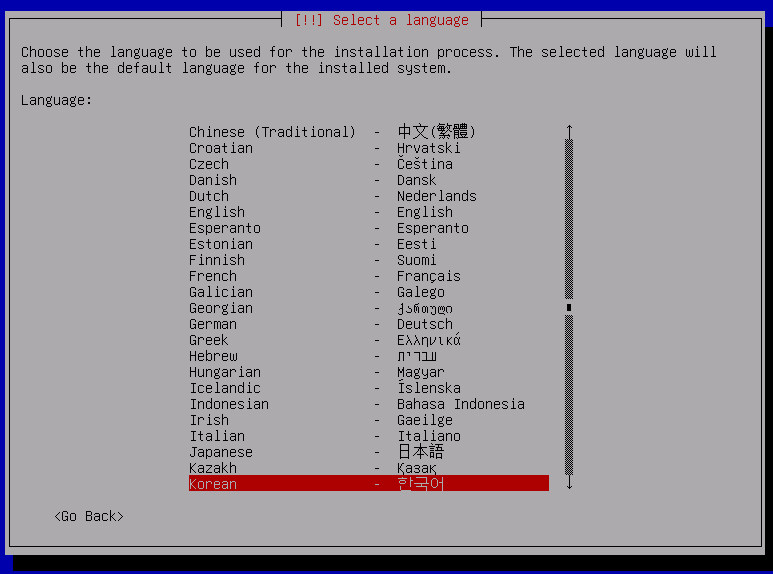 [!!] Select a language
Choose the language to be used for the installation process. The selected language will
also be the default language for the installed system.
Language:
Chinese (Traditional) - 中文(繁體)
Croatian - Hrvatski
Czech - Čeština
Danish - Dansk
Dutch - Nederlands
English - English
Esperanto - Esperanto
Estonian - Eesti
Finnish - Suomi
French - Français
Galician - Galego
Georgian - ქართული
German - Deutsch
Greek - Ελληνικά
Hebrew - עברית
Hungarian - Magyar
Icelandic - Íslenska
Indonesian - Bahasa Indonesia
Irish - Gaeilge
Italian - Italiano
Japanese - 日本語
Kazakh - Қазақ
Korean - 한국어
<Go Back>